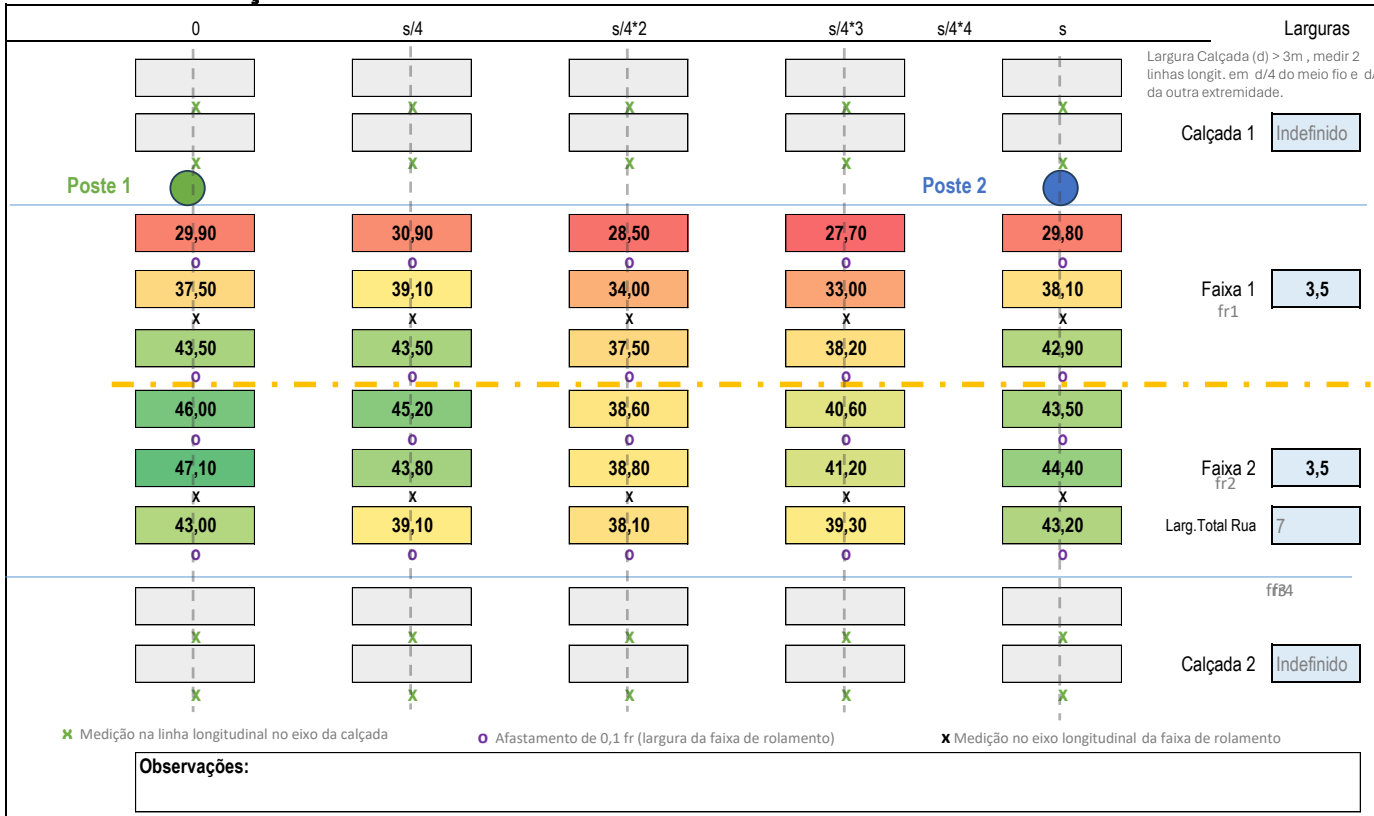 0 s/4 s/4*2 s/4*3 s/4*4 s Larguras
Largura Calçada (d) > 3m , medir 2
linhas longit. em d/4 do meio fio e d/
da outra extremidade.
x x x x x
Calçada 1 Indefinido
x x x x x
Poste 1 Poste 2
29,90 30,90 28,50 27,70 29,80
o o o o o
37,50 39,10 34,00 33,00 38,10 Faixa 1 3,5
fr1
x x x x x
43,50 43,50 37,50 38,20 42,90
o o o o o
46,00 45,20 38,60 40,60 43,50
o o o o o
47,10 43,80 38,80 41,20 44,40 Faixa 2 3,5
fr2
x x x x x
43,00 39,10 38,10 39,30 43,20 Larg.Total Rua 7
o o o o o
x x x x x
Calçada 2 Indefinido
x x x x x
x Medição na linha longitudinal no eixo da calçada o Afastamento de 0,1 fr (largura da faixa de rolamento) x Medição no eixo longitudinal da faixa de rolamento
Observações: